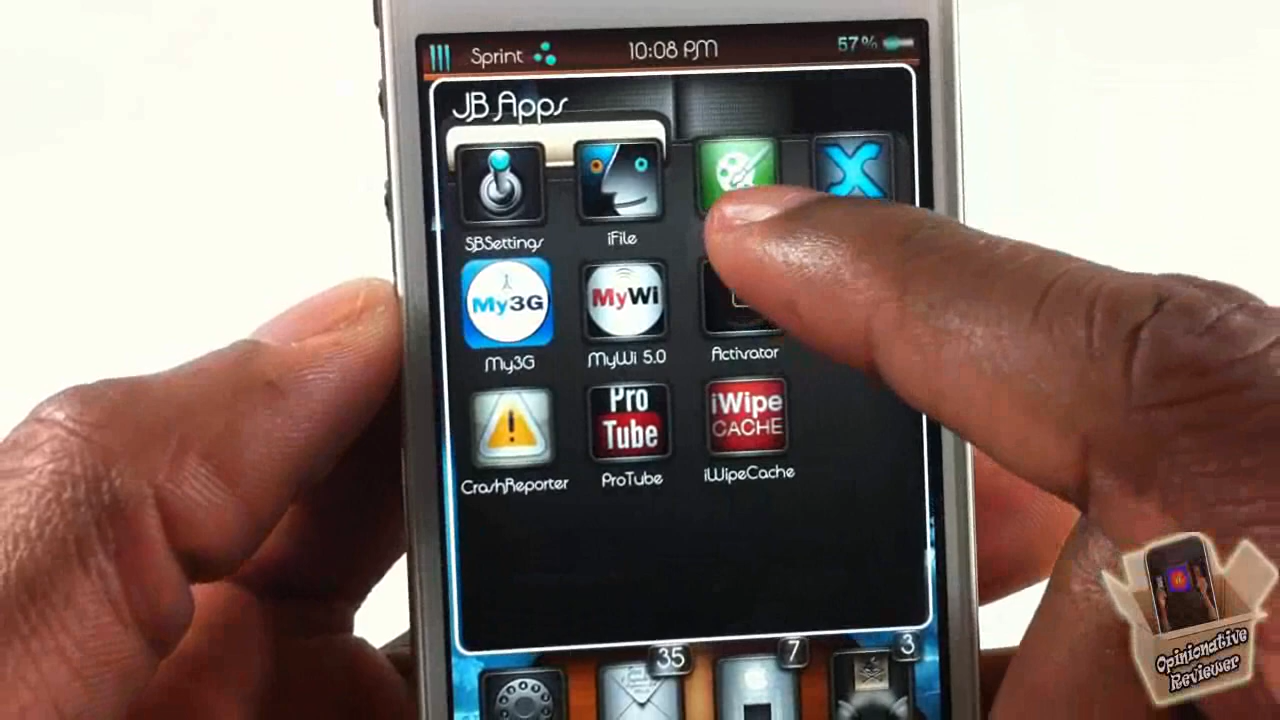 Sprint 10:08 PM 57%
JB Apps
SBSettings iFile
My3G MyWi
My3G MyWi 5.0 Activator
Pro Tube iWipe CACHE
CrashReporter ProTube iWipeCache
35 7 3
Opinionative
Reviewer